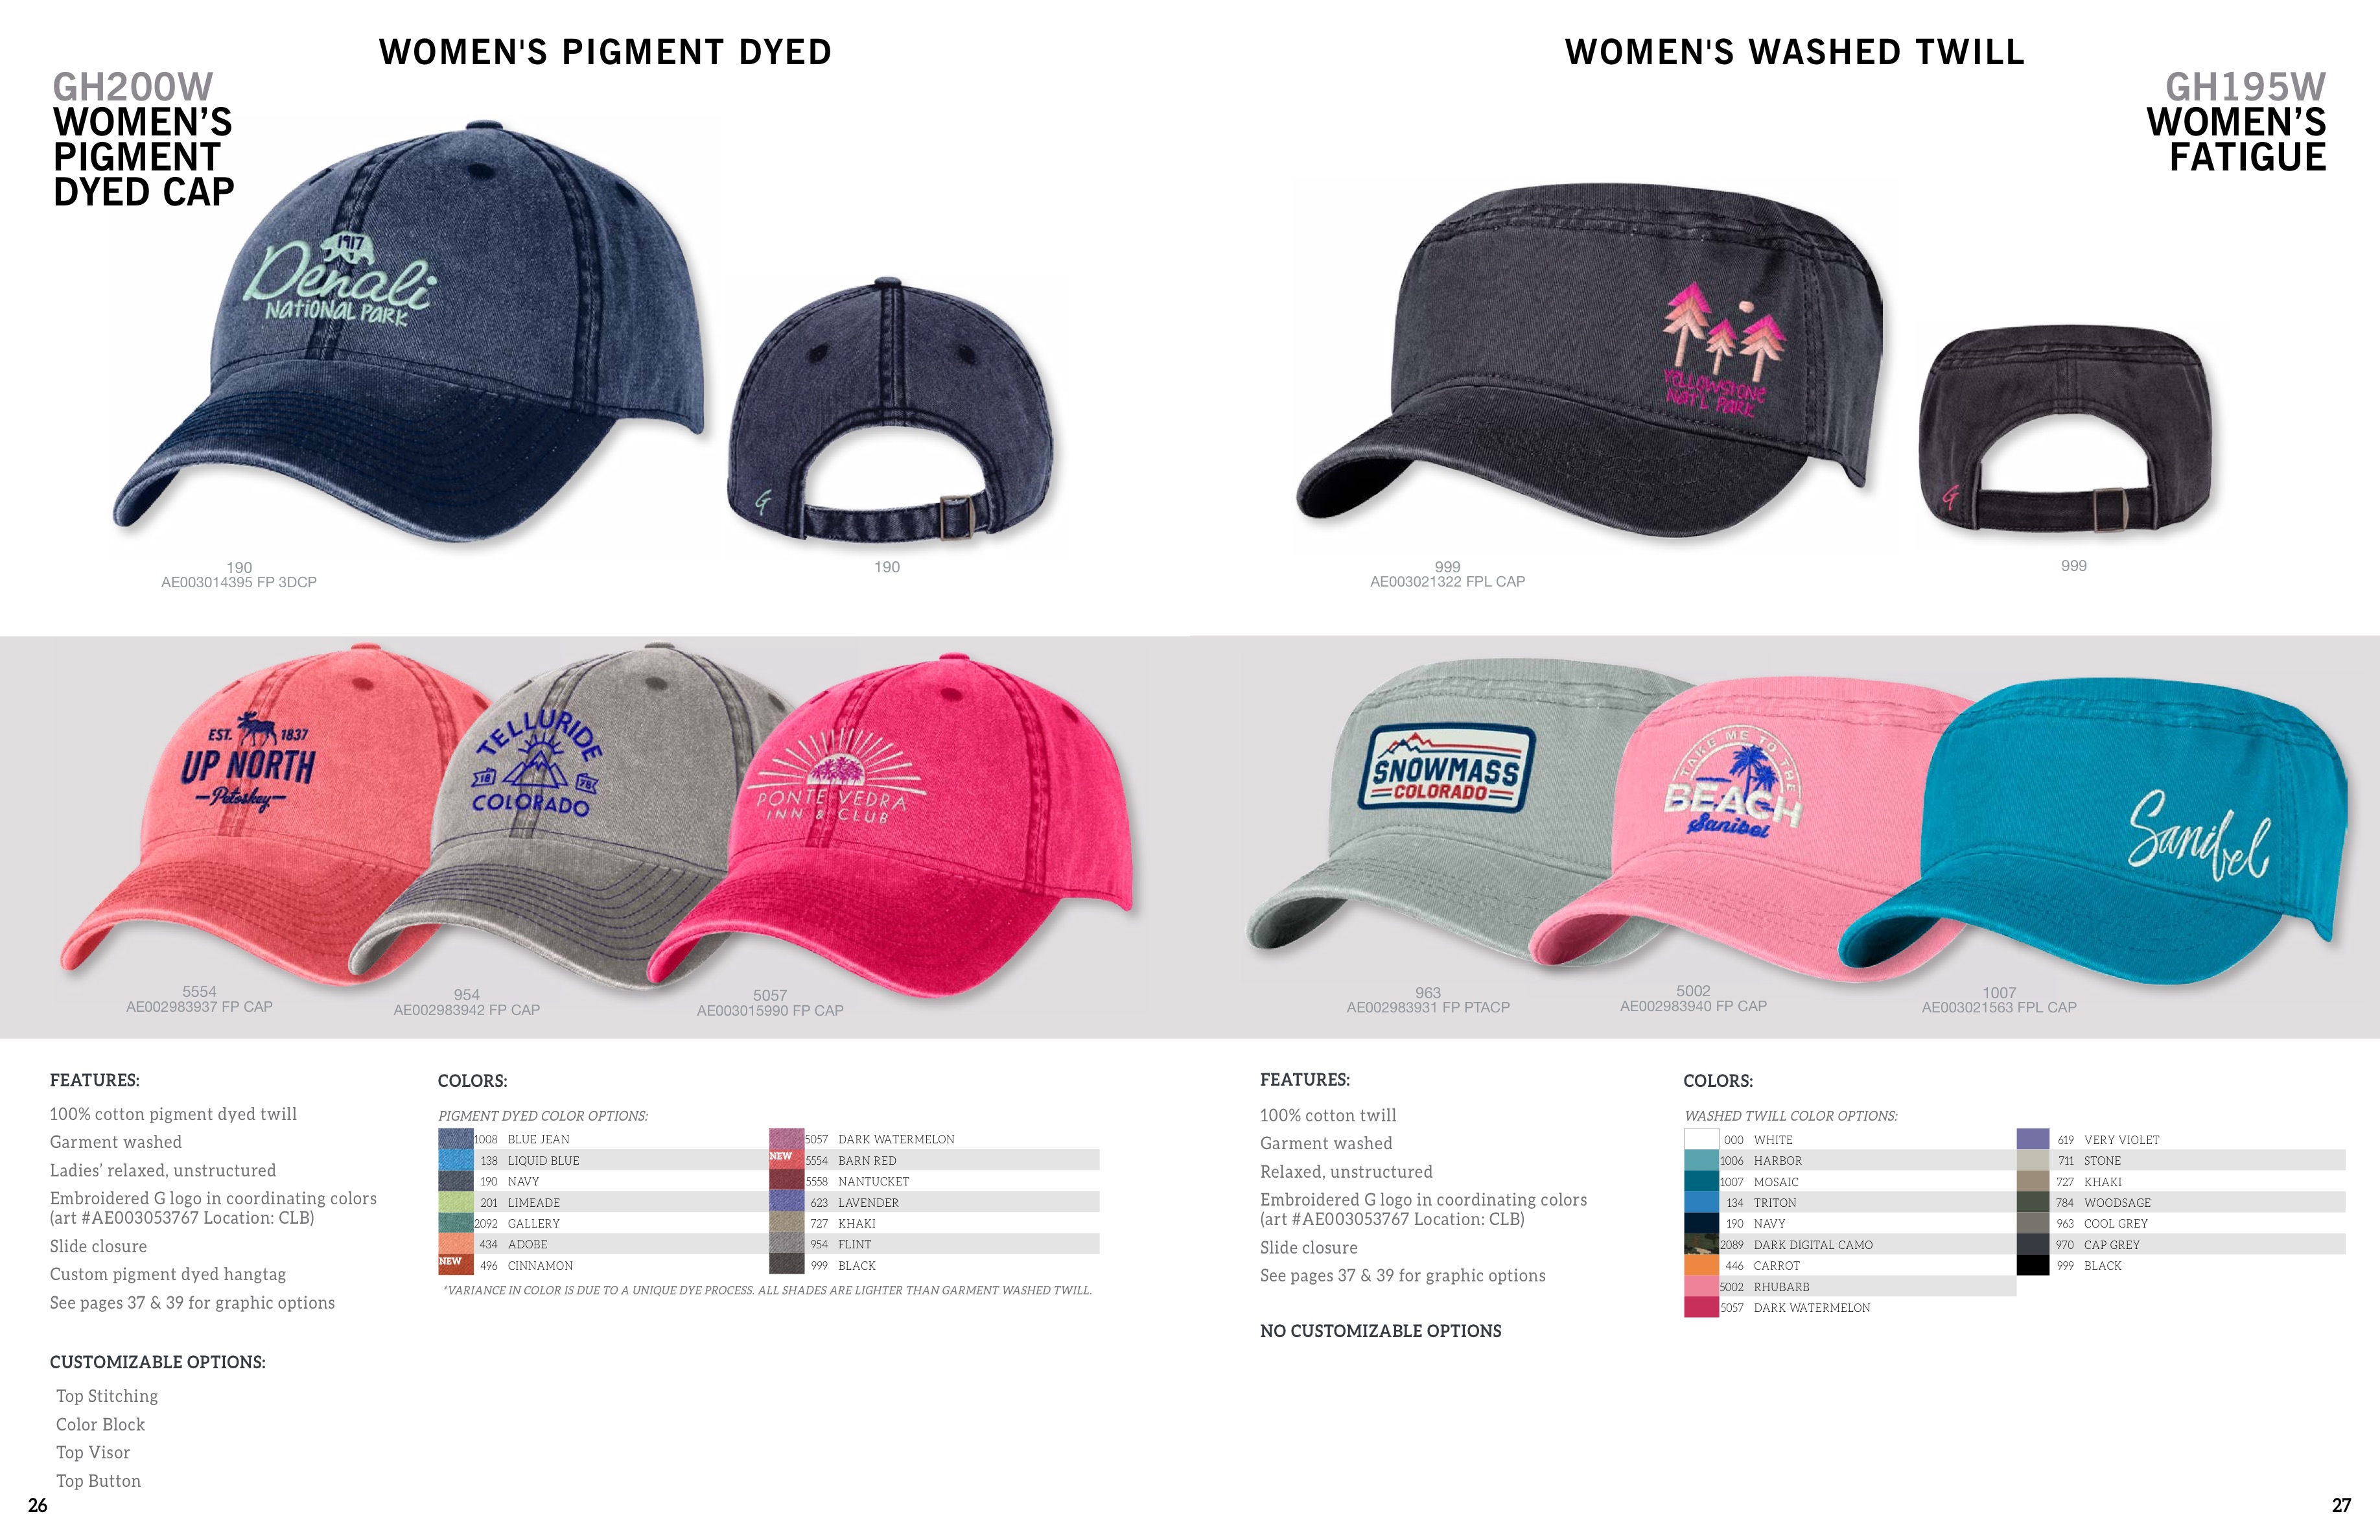 WOMEN'S PIGMENT DYED
GH200W
WOMEN’S
PIGMENT
DYED CAP
1917
Denali
NATIONAL PARK
G
190
AE003014395 FP 3DCP
190
EST. 1837
UP NORTH
Petoskey
TELLURIDE
18 78
COLORADO
PONTE VEDRA
INN & CLUB
5554
AE002983937 FP CAP
954
AE002983942 FP CAP
5057
AE003015990 FP CAP
FEATURES:
100% cotton pigment dyed twill
Garment washed
Ladies’ relaxed, unstructured
Embroidered G logo in coordinating colors
(art #AE003053767 Location: CLB)
Slide closure
Custom pigment dyed hangtag
See pages 37 & 39 for graphic options
CUSTOMIZABLE OPTIONS:
Top Stitching
Color Block
Top Visor
Top Button
COLORS:
PIGMENT DYED COLOR OPTIONS:
1008 BLUE JEAN
138 LIQUID BLUE
190 NAVY
201 LIMEADE
2092 GALLERY
434 ADOBE
NEW 496 CINNAMON
5057 DARK WATERMELON
NEW 5554 BARN RED
5558 NANTUCKET
623 LAVENDER
727 KHAKI
954 FLINT
999 BLACK
*VARIANCE IN COLOR IS DUE TO A UNIQUE DYE PROCESS. ALL SHADES ARE LIGHTER THAN GARMENT WASHED TWILL.
26
WOMEN'S WASHED TWILL
GH195W
WOMEN’S
FATIGUE
YELLOWSTONE
NAT'L PARK
G
999
AE003021322 FPL CAP
999
SNOWMASS
COLORADO
TAKE ME TO THE
BEACH
Sanibel
Sanibel
963
AE002983931 FP PTACP
5002
AE002983940 FP CAP
1007
AE003021563 FPL CAP
FEATURES:
100% cotton twill
Garment washed
Relaxed, unstructured
Embroidered G logo in coordinating colors
(art #AE003053767 Location: CLB)
Slide closure
See pages 37 & 39 for graphic options
NO CUSTOMIZABLE OPTIONS
COLORS:
WASHED TWILL COLOR OPTIONS:
000 WHITE
1006 HARBOR
1007 MOSAIC
134 TRITON
190 NAVY
2089 DARK DIGITAL CAMO
446 CARROT
5002 RHUBARB
5057 DARK WATERMELON
619 VERY VIOLET
711 STONE
727 KHAKI
784 WOODSAGE
963 COOL GREY
970 CAP GREY
999 BLACK
27